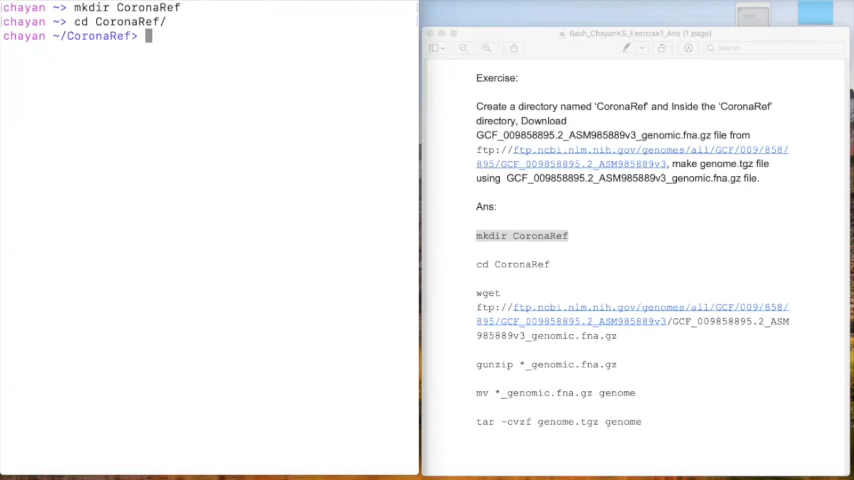 chayan ~> mkdir CoronaRef
chayan ~> cd CoronaRef/
chayan ~/CoronaRef>
Bash_ChayanKS_Exercise1_Ans (1 page)
Search
Exercise:
Create a directory named 'CoronaRef' and Inside the 'CoronaRef'
directory, Download
GCF_009858895.2_ASM985889v3_genomic.fna.gz file from
ftp://ftp.ncbi.nlm.nih.gov/genomes/all/GCF/009/858/
895/GCF_009858895.2_ASM985889v3, make genome.tgz file
using GCF_009858895.2_ASM985889v3_genomic.fna.gz file.
Ans:
mkdir CoronaRef
cd CoronaRef
wget
ftp://ftp.ncbi.nlm.nih.gov/genomes/all/GCF/009/858/
895/GCF_009858895.2_ASM985889v3/GCF_009858895.2_ASM
985889v3_genomic.fna.gz
gunzip *_genomic.fna.gz
mv *_genomic.fna.gz genome
tar -cvzf genome.tgz genome